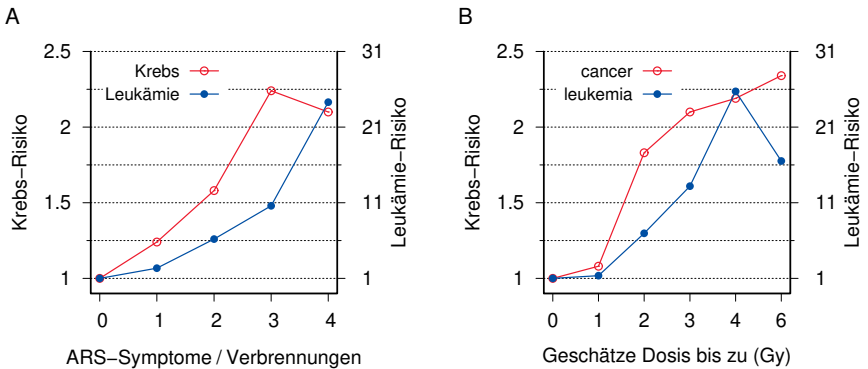 A
2.5
2
1.5
1
Krebs−Risiko
Krebs
Leukämie
31
21
11
1
Leukämie−Risiko
0 1 2 3 4
ARS−Symptome / Verbrennungen
B
2.5
2
1.5
1
Krebs−Risiko
cancer
leukemia
31
21
11
1
Leukämie−Risiko
0 1 2 3 4 6
Geschätze Dosis bis zu (Gy)